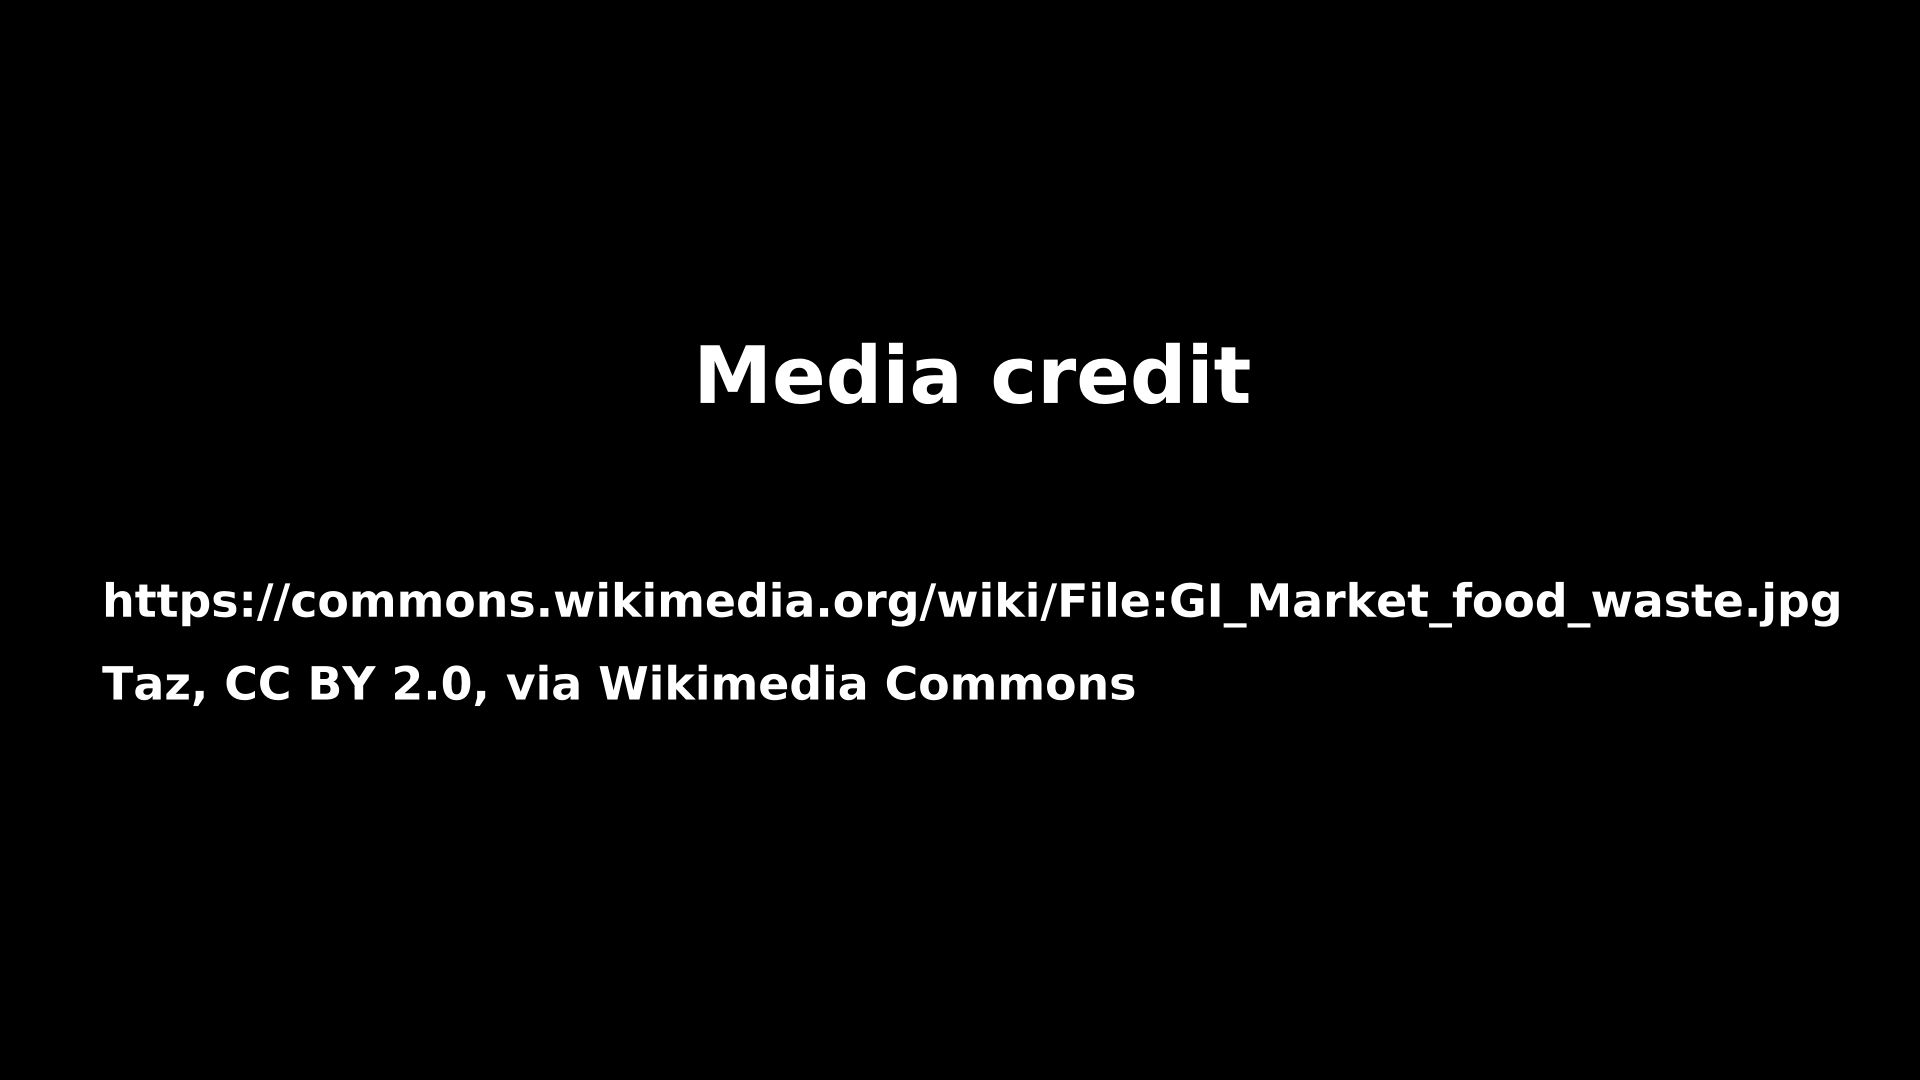 Media credit
https://commons.wikimedia.org/wiki/File:GI_Market_food_waste.jpg
Taz, CC BY 2.0, via Wikimedia Commons